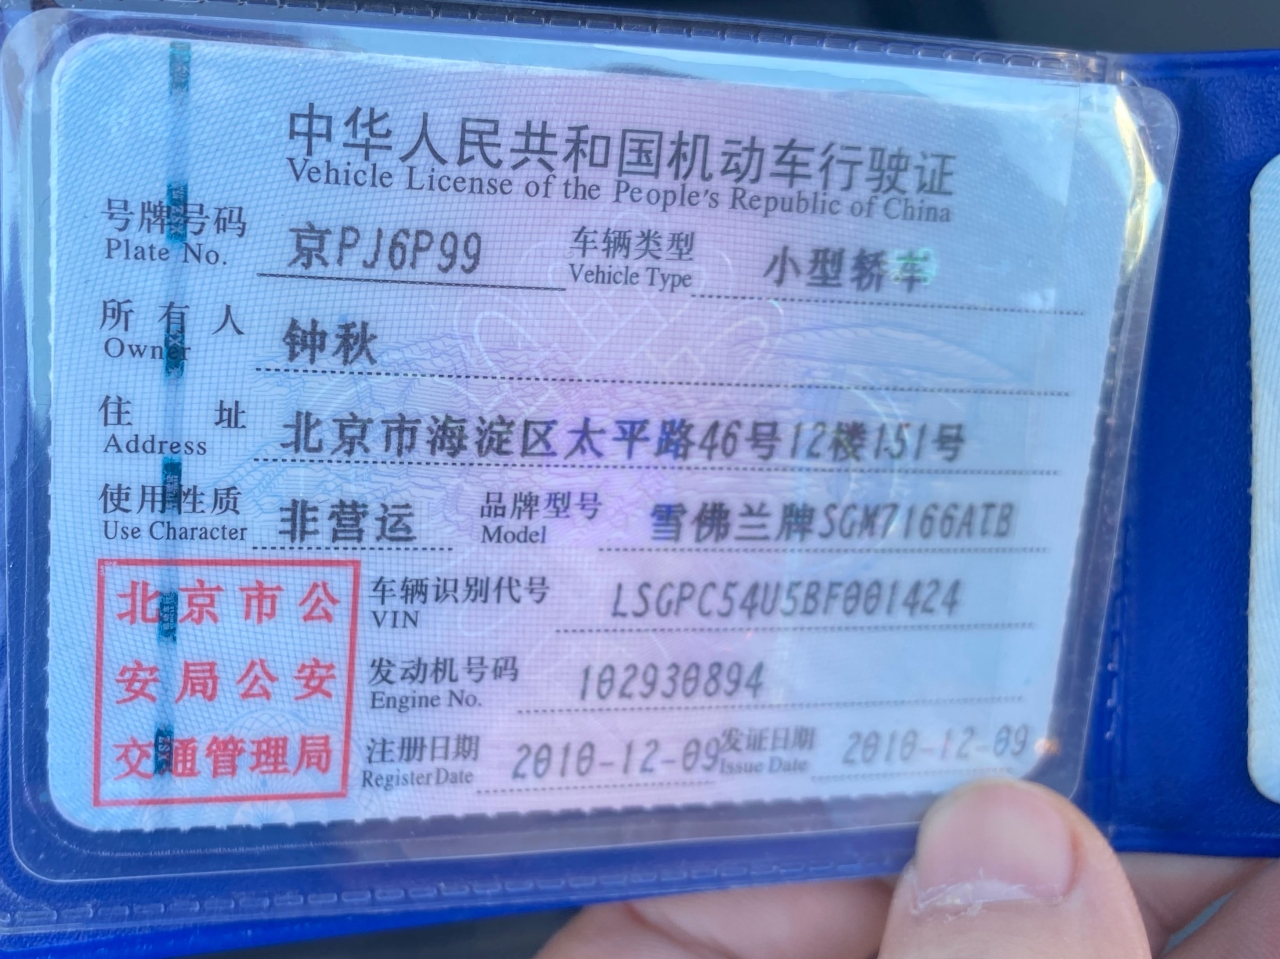 中华人民共和国机动车行驶证
Vehicle License of the People's Republic of China
号牌号码 京PJ6P99 车辆类型 小型轿车
Plate No. Vehicle Type
所有人 钟秋
Owner
住址 北京市海淀区太平路46号12楼151号
Address
使用性质 非营运 品牌型号 雪佛兰牌SGM7166ATB
Use Character Model
北京市公
安局公安
交通管理局
车辆识别代号 LSGPC54U5BF001424
VIN
发动机号码 102930894
Engine No.
注册日期 2010-12-09 发证日期 2010-12-09
Register Date Issue Date